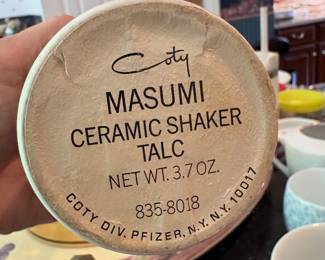 Coty
MASUMI
CERAMIC SHAKER
TALC
NET WT. 3.7 OZ.
835-8018
COTY DIV. PFIZER, N.Y. N.Y. 10017